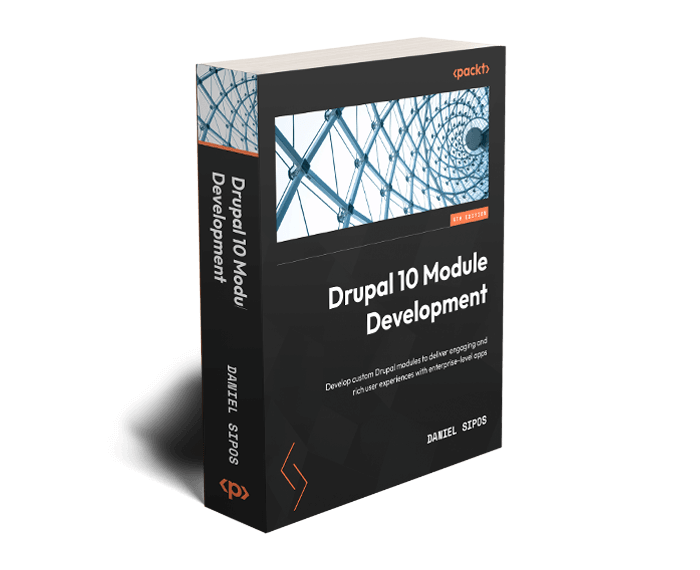 <packt>
4TH EDITION
Drupal 10 Module
Development
Develop custom Drupal modules to deliver engaging and
rich user experiences with enterprise-level apps
DANIEL SIPOS
Drupal 10 Modu
Development
DANIEL SIPOS
<p>